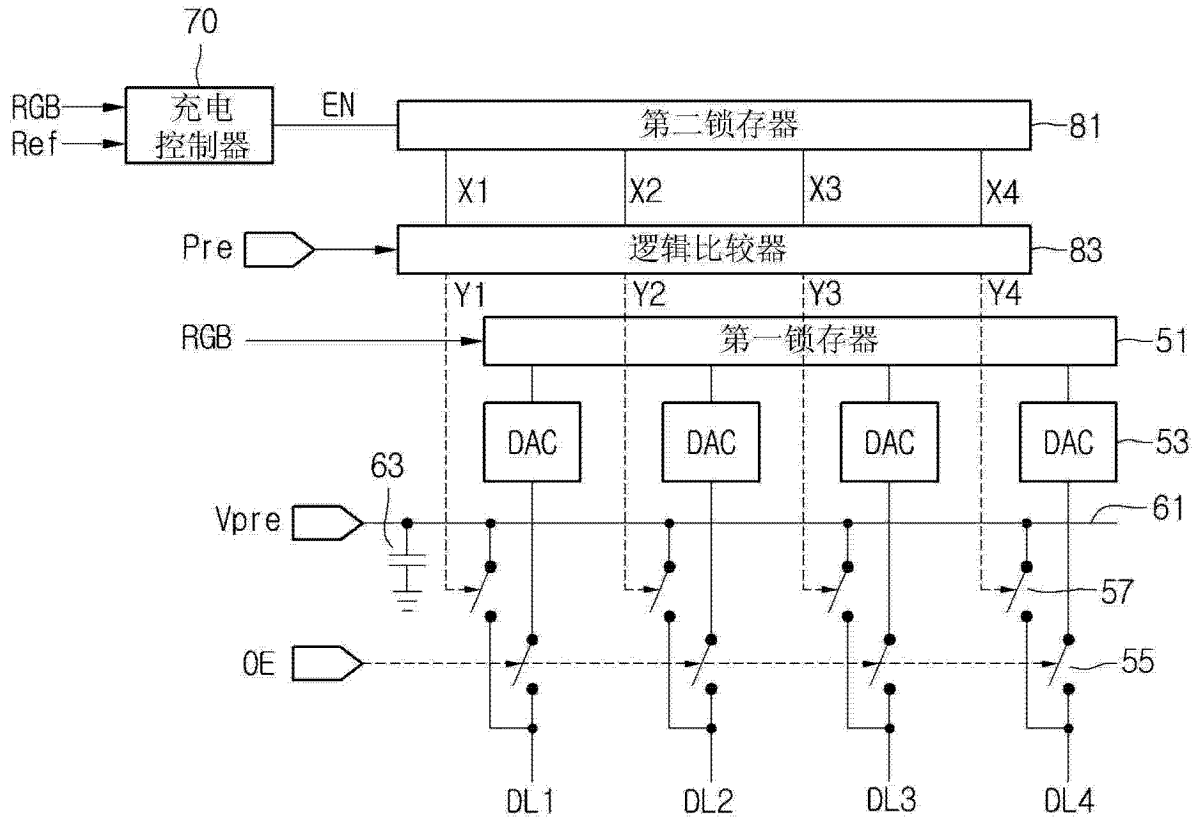 70
RGB
Ref
充电
控制器
EN
第二锁存器
81
X1
X2
X3
X4
Pre
逻辑比较器
83
Y1
Y2
Y3
Y4
RGB
第一锁存器
51
DAC
DAC
DAC
DAC
53
63
Vpre
61
57
OE
55
DL1
DL2
DL3
DL4